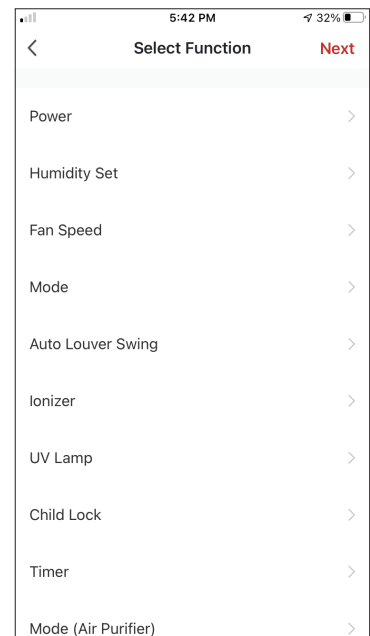 5:42 PM 32%
Select Function Next
Power
Humidity Set
Fan Speed
Mode
Auto Louver Swing
Ionizer
UV Lamp
Child Lock
Timer
Mode (Air Purifier)